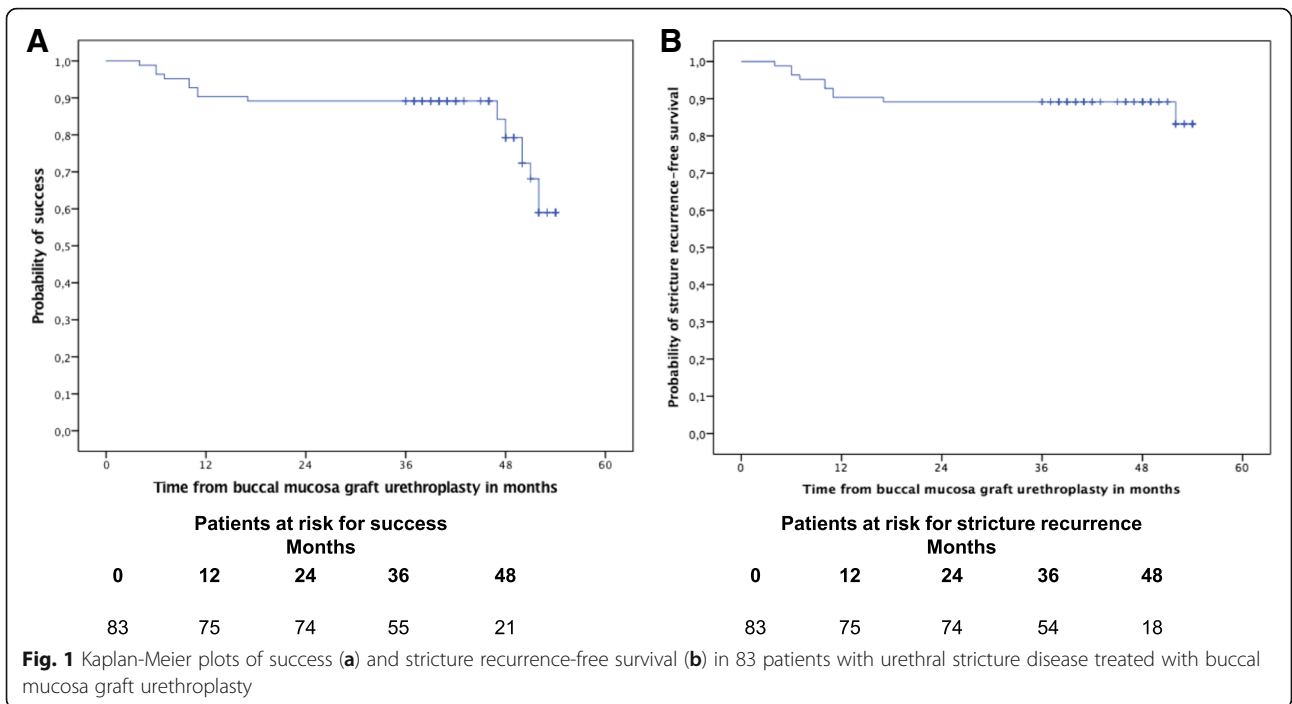 A
1,0
0,9
0,8
0,7
0,6
0,5
0,4
0,3
0,2
0,1
0,0
Probability of success
0 12 24 36 48 60
Time from buccal mucosa graft urethroplasty in months
Patients at risk for success
Months
0 12 24 36 48
83 75 74 55 21
B
1,0
0,9
0,8
0,7
0,6
0,5
0,4
0,3
0,2
0,1
0,0
Probability of stricture recurrence-free survival
0 12 24 36 48 60
Time from buccal mucosa graft urethroplasty in months
Patients at risk for stricture recurrence
Months
0 12 24 36 48
83 75 74 54 18
Fig. 1 Kaplan-Meier plots of success (a) and stricture recurrence-free survival (b) in 83 patients with urethral stricture disease treated with buccal
mucosa graft urethroplasty